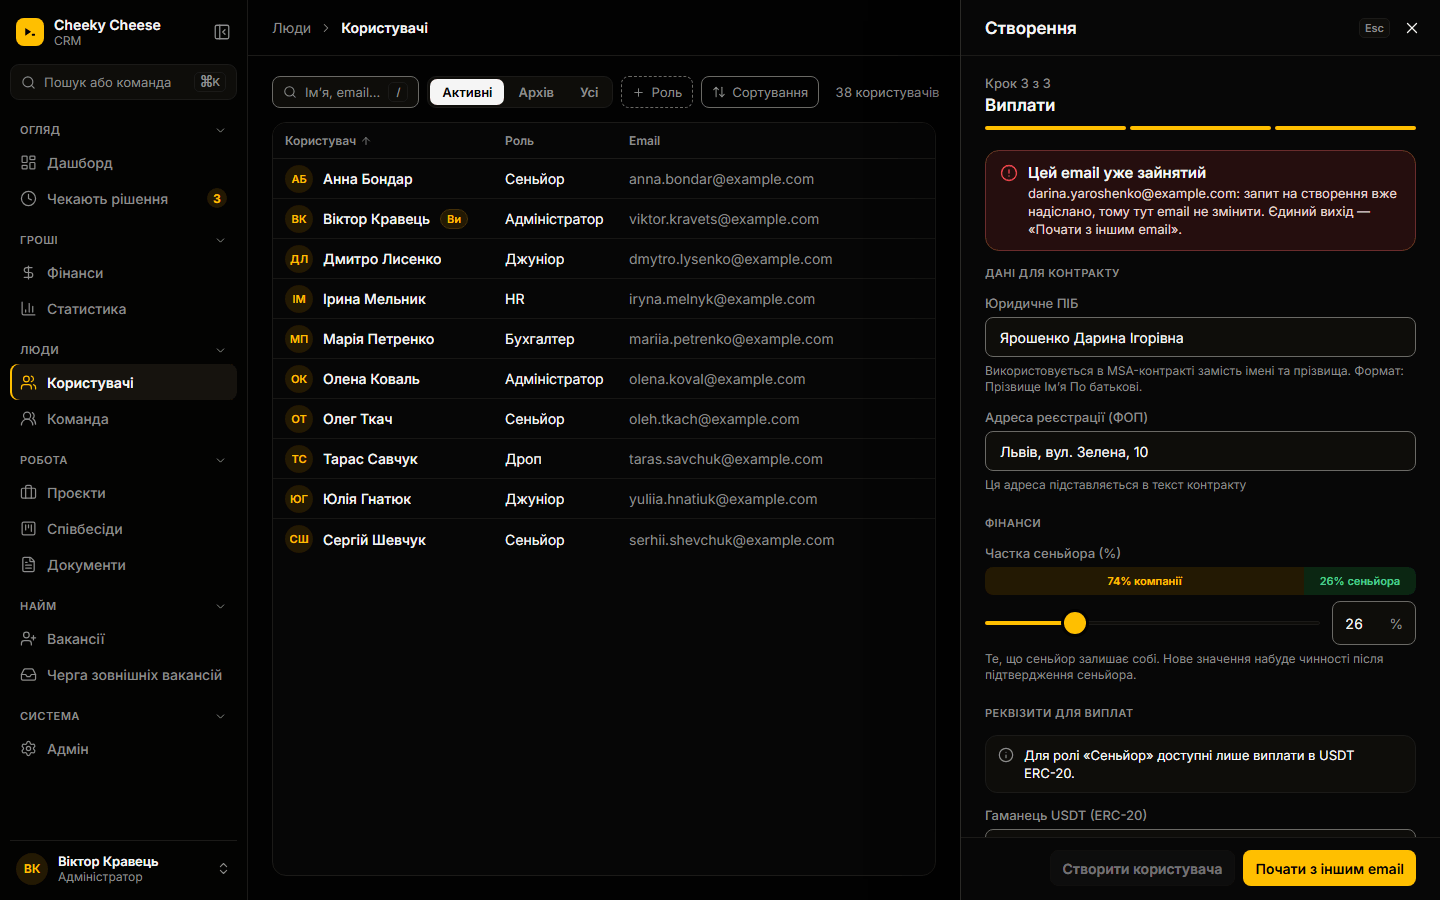 Cheeky Cheese
CRM
Пошук або команда
⌘K
ОГЛЯД
Дашборд
Чекають рішення
3
ГРОШІ
Фінанси
Статистика
ЛЮДИ
Користувачі
Команда
РОБОТА
Проєкти
Співбесіди
Документи
НАЙМ
Вакансії
Черга зовнішніх вакансій
СИСТЕМА
Адмін
ВК
Віктор Кравець
Адміністратор
Люди
Користувачі
Ім’я, email...
/
Активні
Архів
Усі
Роль
Сортування
38 користувачів
Користувач Роль Email
АБ Анна Бондар Сеньйор anna.bondar@example.com
ВК Віктор Кравець Ви Адміністратор viktor.kravets@example.com
ДЛ Дмитро Лисенко Джуніор dmytro.lysenko@example.com
ІМ Ірина Мельник HR iryna.melnyk@example.com
МП Марія Петренко Бухгалтер mariia.petrenko@example.com
ОК Олена Коваль Адміністратор olena.koval@example.com
ОТ Олег Ткач Сеньйор oleh.tkach@example.com
ТС Тарас Савчук Дроп taras.savchuk@example.com
ЮГ Юлія Гнатюк Джуніор yuliia.hnatiuk@example.com
СШ Сергій Шевчук Сеньйор serhii.shevchuk@example.com
Створення
Esc
Крок 3 з 3
Виплати
Цей email уже зайнятий
darina.yaroshenko@example.com: запит на створення вже
надіслано, тому тут email не змінити. Єдиний вихід —
«Почати з іншим email».
ДАНІ ДЛЯ КОНТРАКТУ
Юридичне ПІБ
Ярошенко Дарина Ігорівна
Використовується в MSA-контракті замість імені та прізвища. Формат:
Прізвище Ім’я По батькові.
Адреса реєстрації (ФОП)
Львів, вул. Зелена, 10
Ця адреса підставляється в текст контракту
ФІНАНСИ
Частка сеньйора (%)
74% компанії
26% сеньйора
26 %
Те, що сеньйор залишає собі. Нове значення набуде чинності після
підтвердження сеньйора.
РЕКВІЗИТИ ДЛЯ ВИПЛАТ
Для ролі «Сеньйор» доступні лише виплати в USDT
ERC-20.
Гаманець USDT (ERC-20)
Створити користувача
Почати з іншим email